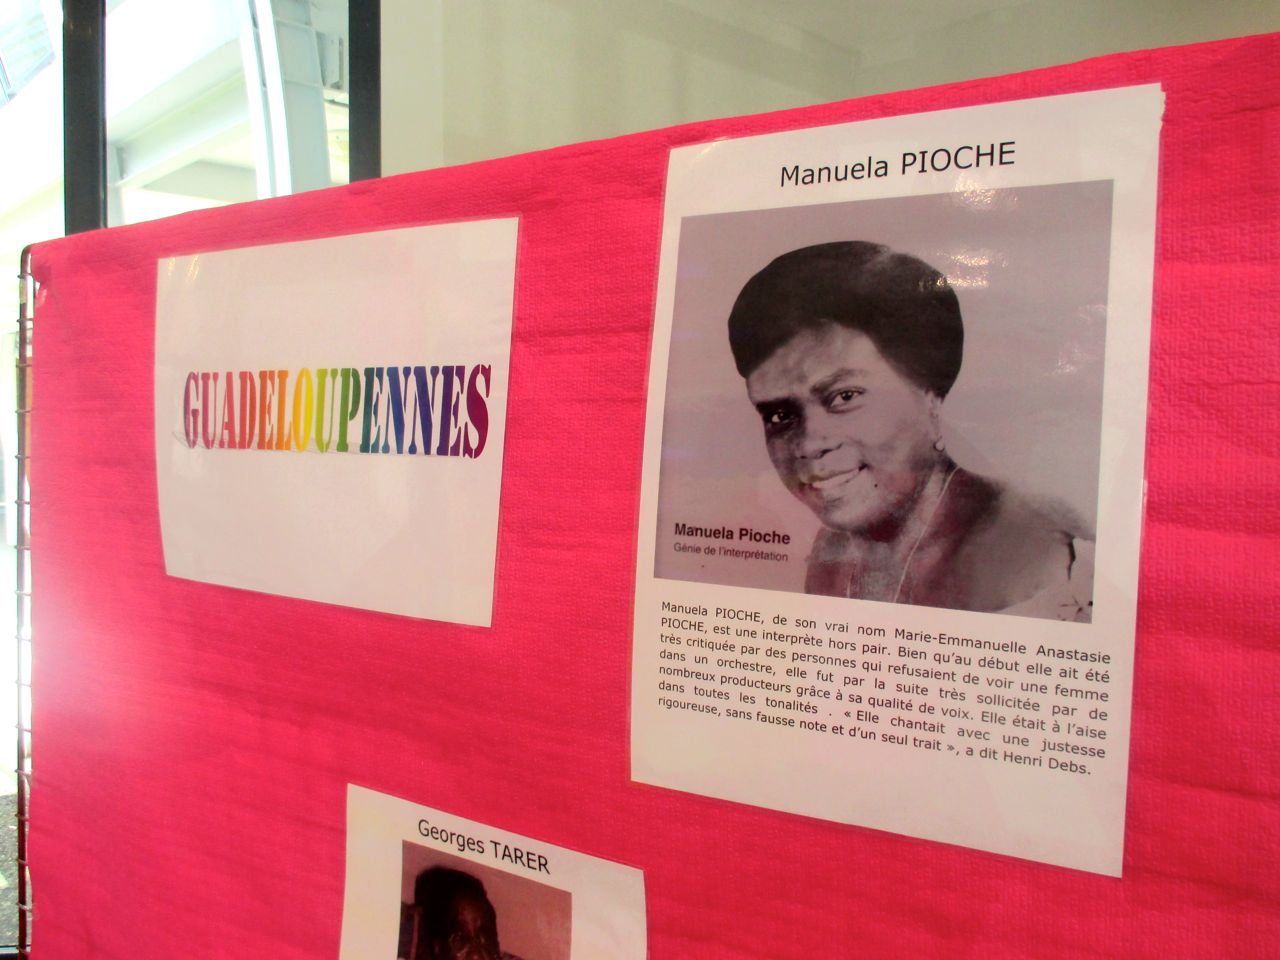 GUADELOUPENNES
Manuela PIOCHE
Manuela Pioche
Génie de l'interprétation
Manuela PIOCHE, de son vrai nom Marie-Emmanuelle Anastasie
PIOCHE, est une interprète hors pair. Bien qu'au début elle ait été
très critiquée par des personnes qui refusaient de voir une femme
dans un orchestre, elle fut par la suite très sollicitée par de
nombreux producteurs grâce à sa qualité de voix. Elle était à l'aise
dans toutes les tonalités . « Elle chantait avec une justesse
rigoureuse, sans fausse note et d'un seul trait », a dit Henri Debs.
Georges TARER